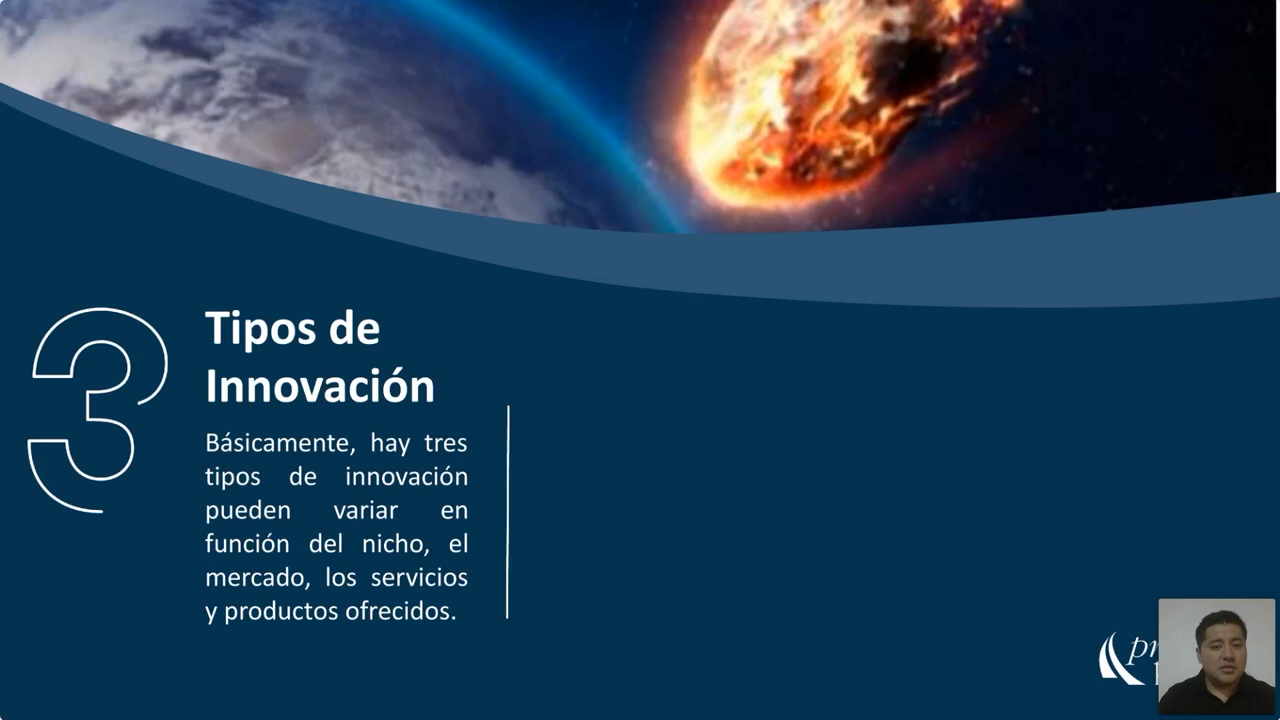 3
Tipos de
Innovación
Básicamente, hay tres
tipos de innovación
pueden variar en
función del nicho, el
mercado, los servicios
y productos ofrecidos.